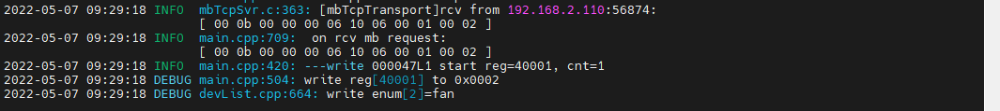 2022-05-07 09:29:18 INFO  mbTcpSvr.c:363: [mbTcpTransport]rcv from 192.168.2.110:56874:
[ 00 0b 00 00 00 06 10 06 00 01 00 02 ]
2022-05-07 09:29:18 INFO  main.cpp:709:  on rcv mb request:
[ 00 0b 00 00 00 06 10 06 00 01 00 02 ]
2022-05-07 09:29:18 INFO  main.cpp:420: ---write 000047L1 start reg=40001, cnt=1
2022-05-07 09:29:18 DEBUG main.cpp:504: write reg[40001] to 0x0002
2022-05-07 09:29:18 DEBUG devList.cpp:664: write enum[2]=fan